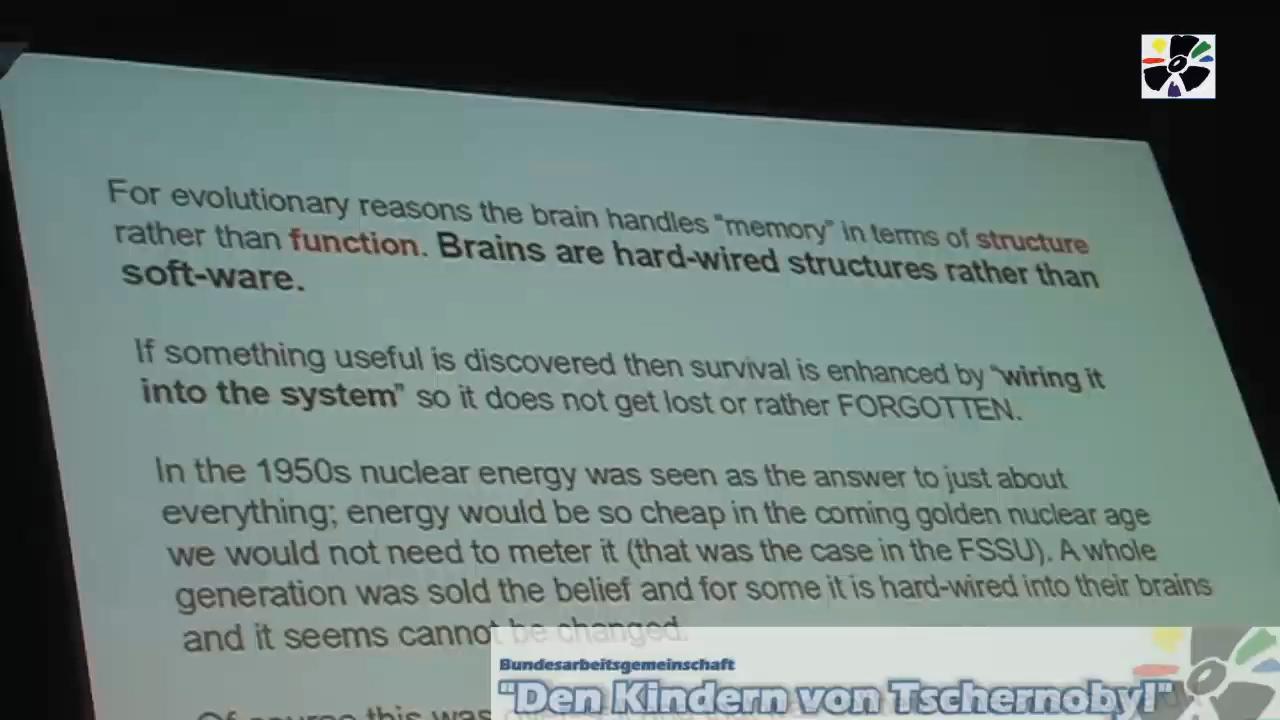 For evolutionary reasons the brain handles "memory" in terms of structure
rather than function. Brains are hard-wired structures rather than
soft-ware.
If something useful is discovered then survival is enhanced by "wiring it
into the system" so it does not get lost or rather FORGOTTEN.
In the 1950s nuclear energy was seen as the answer to just about
everything; energy would be so cheap in the coming golden nuclear age
we would not need to meter it (that was the case in the FSSU). A whole
generation was sold the belief and for some it is hard-wired into their brains
and it seems cannot be changed.
Of course this was
Bundesarbeitsgemeinschaft
"Den Kindern von Tschernobyl"